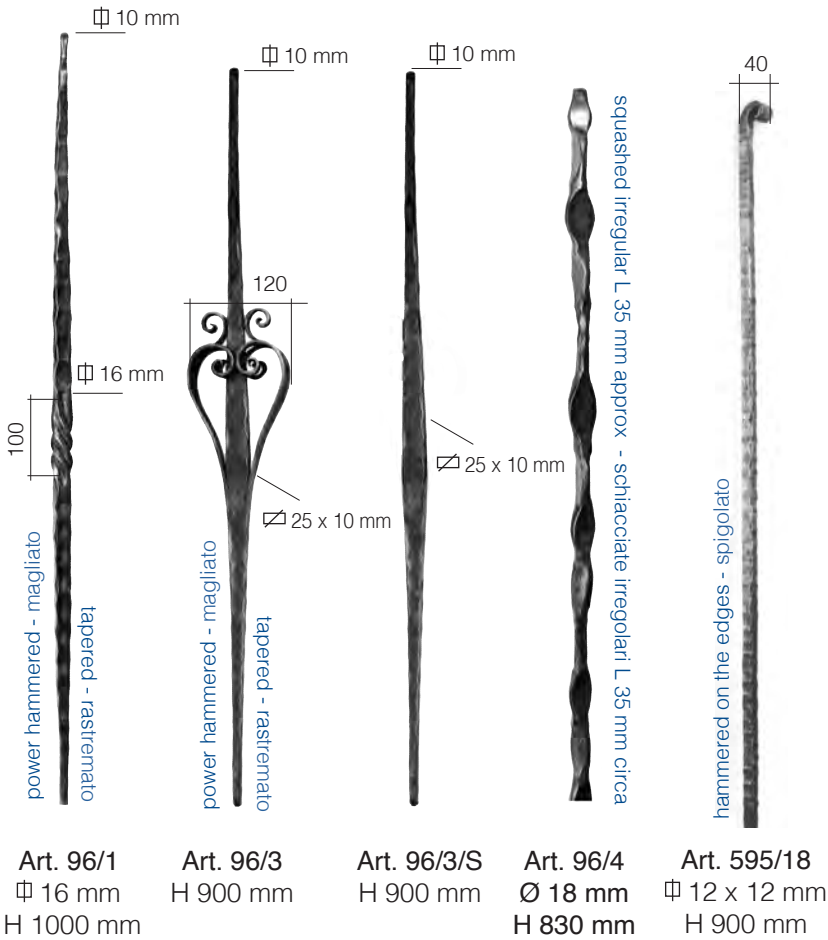 ⏍ 10 mm
⏍ 10 mm
⏍ 10 mm
40
120
⏍ 16 mm
100
25 x 10 mm
25 x 10 mm
power hammered - magliato
tapered - rastremato
power hammered - magliato
tapered - rastremato
squashed irregular L 35 mm approx - schiacciate irregolari L 35 mm circa
hammered on the edges - spigolato
Art. 96/1
⏍ 16 mm
H 1000 mm
Art. 96/3
H 900 mm
Art. 96/3/S
H 900 mm
Art. 96/4
Ø 18 mm
H 830 mm
Art. 595/18
⏍ 12 x 12 mm
H 900 mm